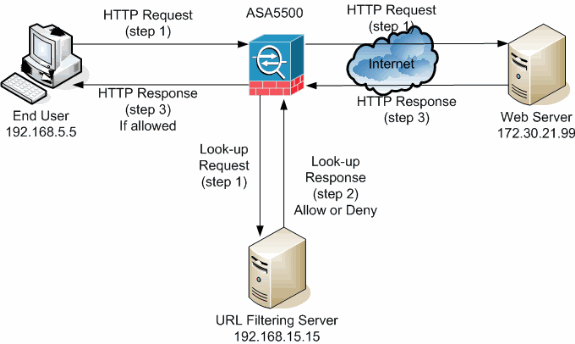 HTTP Request
(step 1)
ASA5500
HTTP Request
(step 1)
Internet
HTTP Response
(step 3)
If allowed
HTTP Response
(step 3)
End User
192.168.5.5
Web Server
172.30.21.99
Look-up
Request
(step 1)
Look-up
Response
(step 2)
Allow or Deny
URL Filtering Server
192.168.15.15